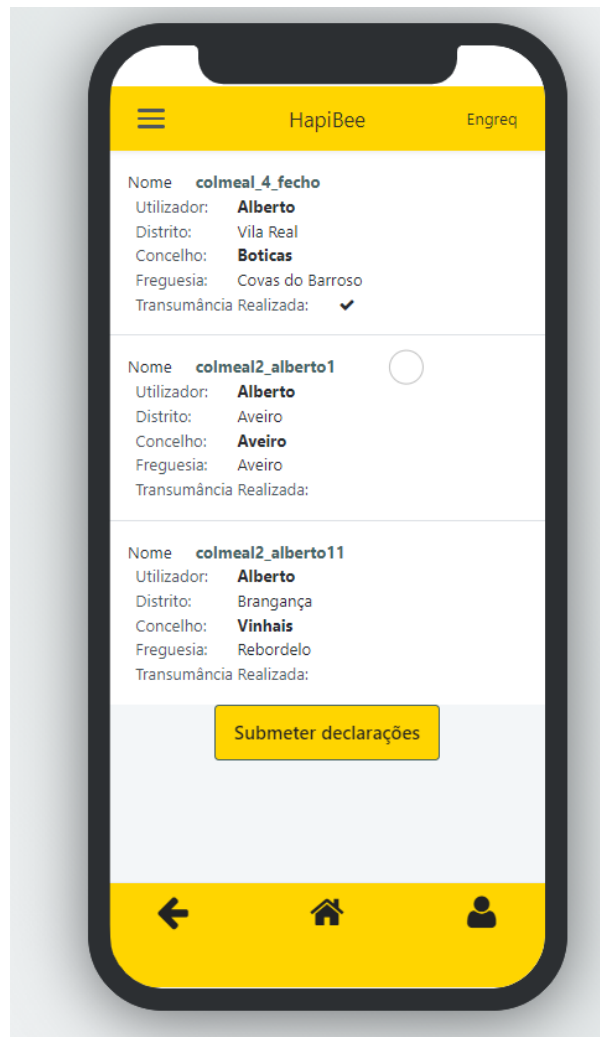 HapiBee Engreq
Nome colmeal_4_fecho
Utilizador: Alberto
Distrito: Vila Real
Concelho: Boticas
Freguesia: Covas do Barroso
Transumância Realizada: ✔
Nome colmeal2_alberto1
Utilizador: Alberto
Distrito: Aveiro
Concelho: Aveiro
Freguesia: Aveiro
Transumância Realizada:
Nome colmeal2_alberto11
Utilizador: Alberto
Distrito: Brangança
Concelho: Vinhais
Freguesia: Rebordelo
Transumância Realizada:
Submeter declarações